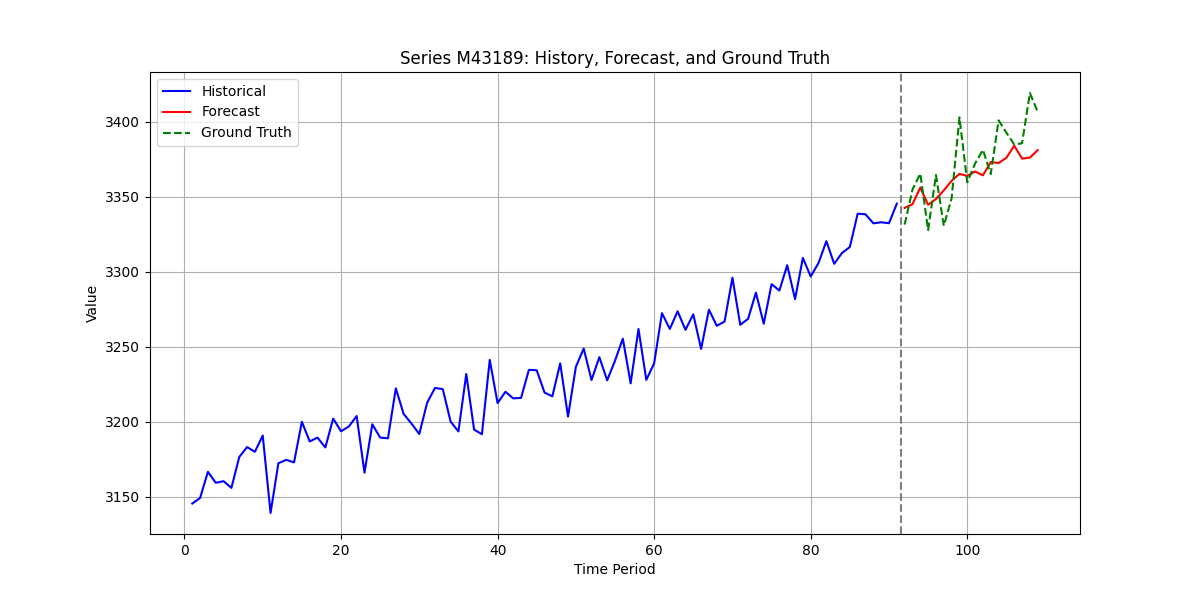 Series M43189: History, Forecast, and Ground Truth
Historical
Forecast
Ground Truth
Value
3400
3350
3300
3250
3200
3150
0 20 40 60 80 100
Time Period